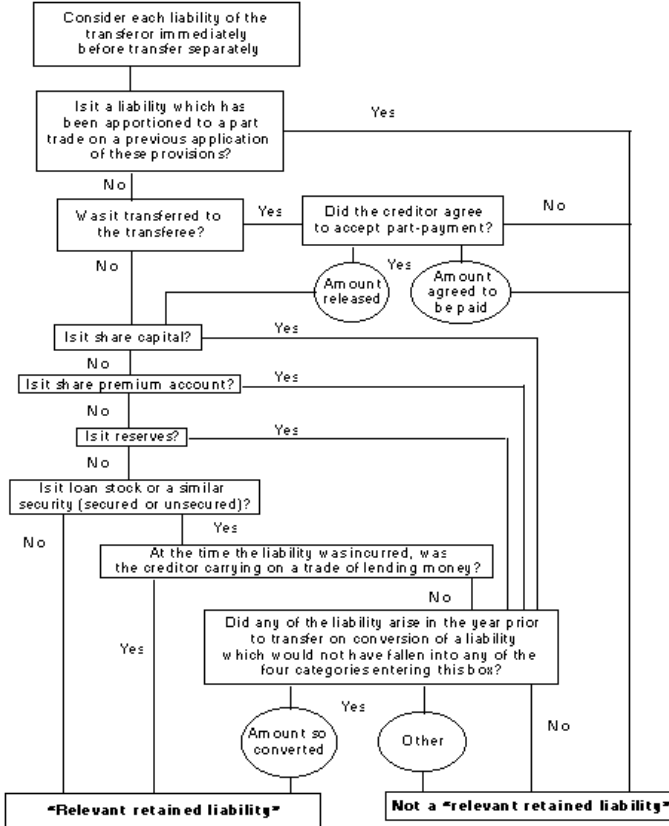 Consider each liability of the
transferor immediately
before transfer separately
Is it a liability which has
been apportioned to a part
trade on a previous application
of these provisions?
Yes
No
Was it transferred to
the transferee?
Yes
Did the creditor agree
to accept part-payment?
No
No
Yes
Amount
released
Amount
agreed to
be paid
Is it share capital?
Yes
No
Is it share premium account?
Yes
No
Is it reserves?
Yes
No
Is it loan stock or a similar
security (secured or unsecured)?
No
Yes
At the time the liability was incurred, was
the creditor carrying on a trade of lending money?
No
Yes
Did any of the liability arise in the year prior
to transfer on conversion of a liability
which would not have fallen into any of the
four categories entering this box?
Yes
No
Amount so
converted
Other
"Relevant retained liability"
Not a "relevant retained liability"